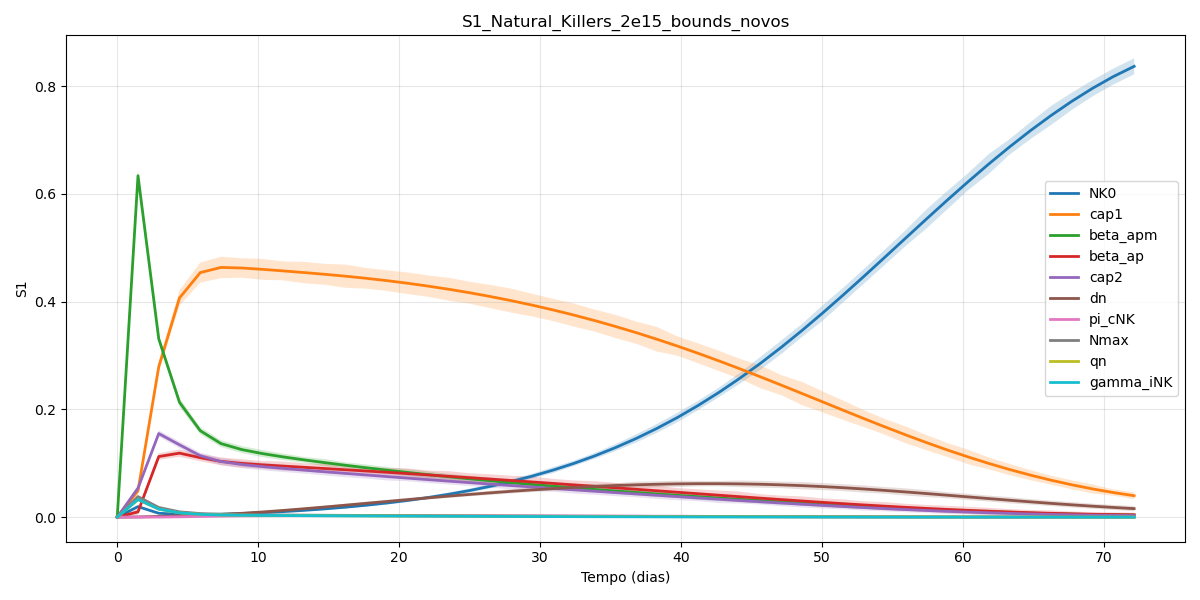 S1_Natural_Killers_2e15_bounds_novos
S1
0.8
0.6
0.4
0.2
0.0
0
10
20
30
40
50
60
70
Tempo (dias)
NK0
cap1
beta_apm
beta_ap
cap2
dn
pi_cNK
Nmax
qn
gamma_iNK